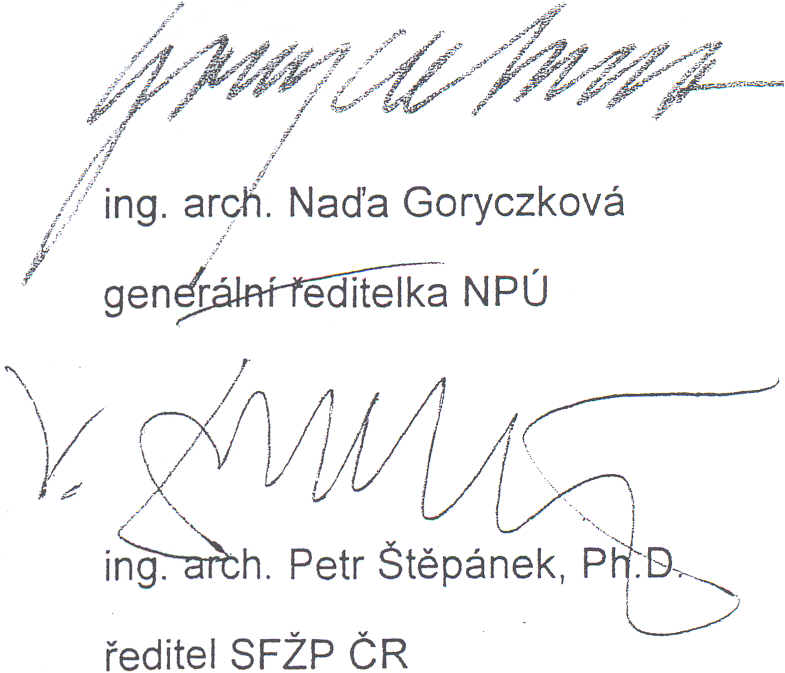 ing. arch. Naďa Goryczková
generální ředitelka NPÚ
ing. arch. Petr Štěpánek, Ph.D.
ředitel SFŽP ČR